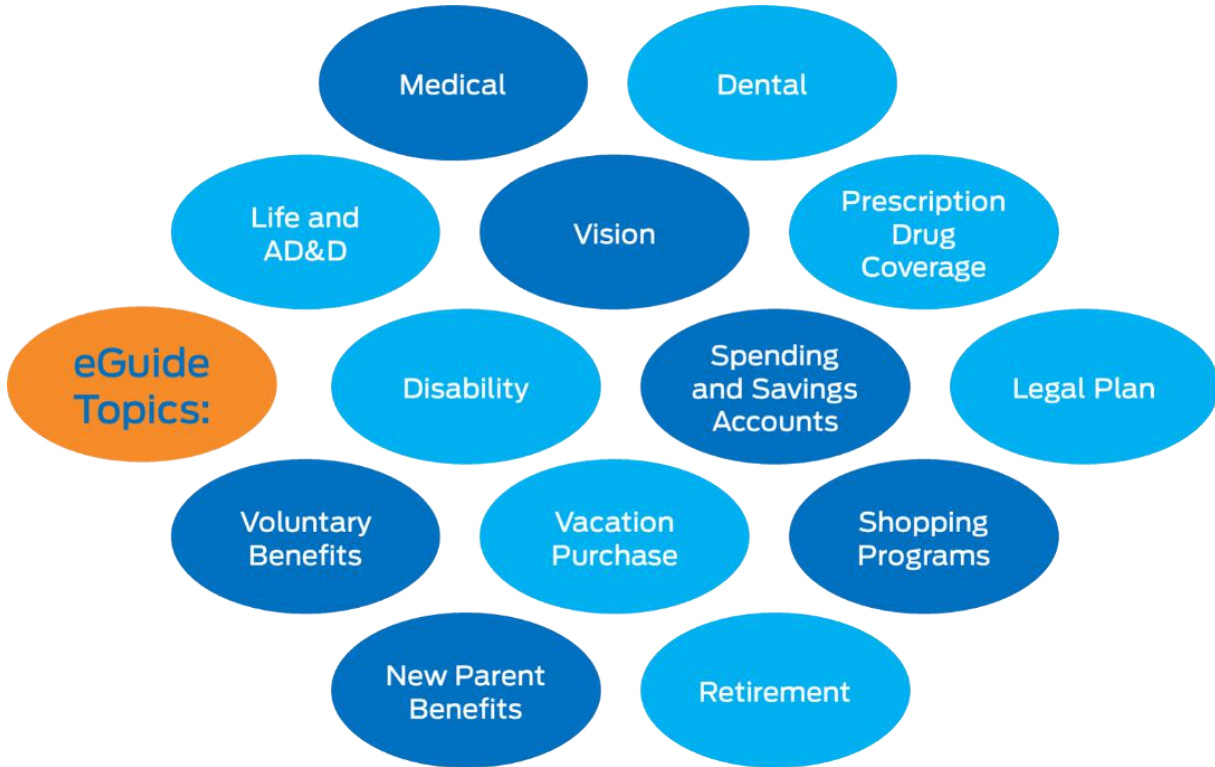 Medical
Dental
Life and
AD&D
Vision
Prescription
Drug
Coverage
eGuide
Topics:
Disability
Spending
and Savings
Accounts
Legal Plan
Voluntary
Benefits
Vacation
Purchase
Shopping
Programs
New Parent
Benefits
Retirement